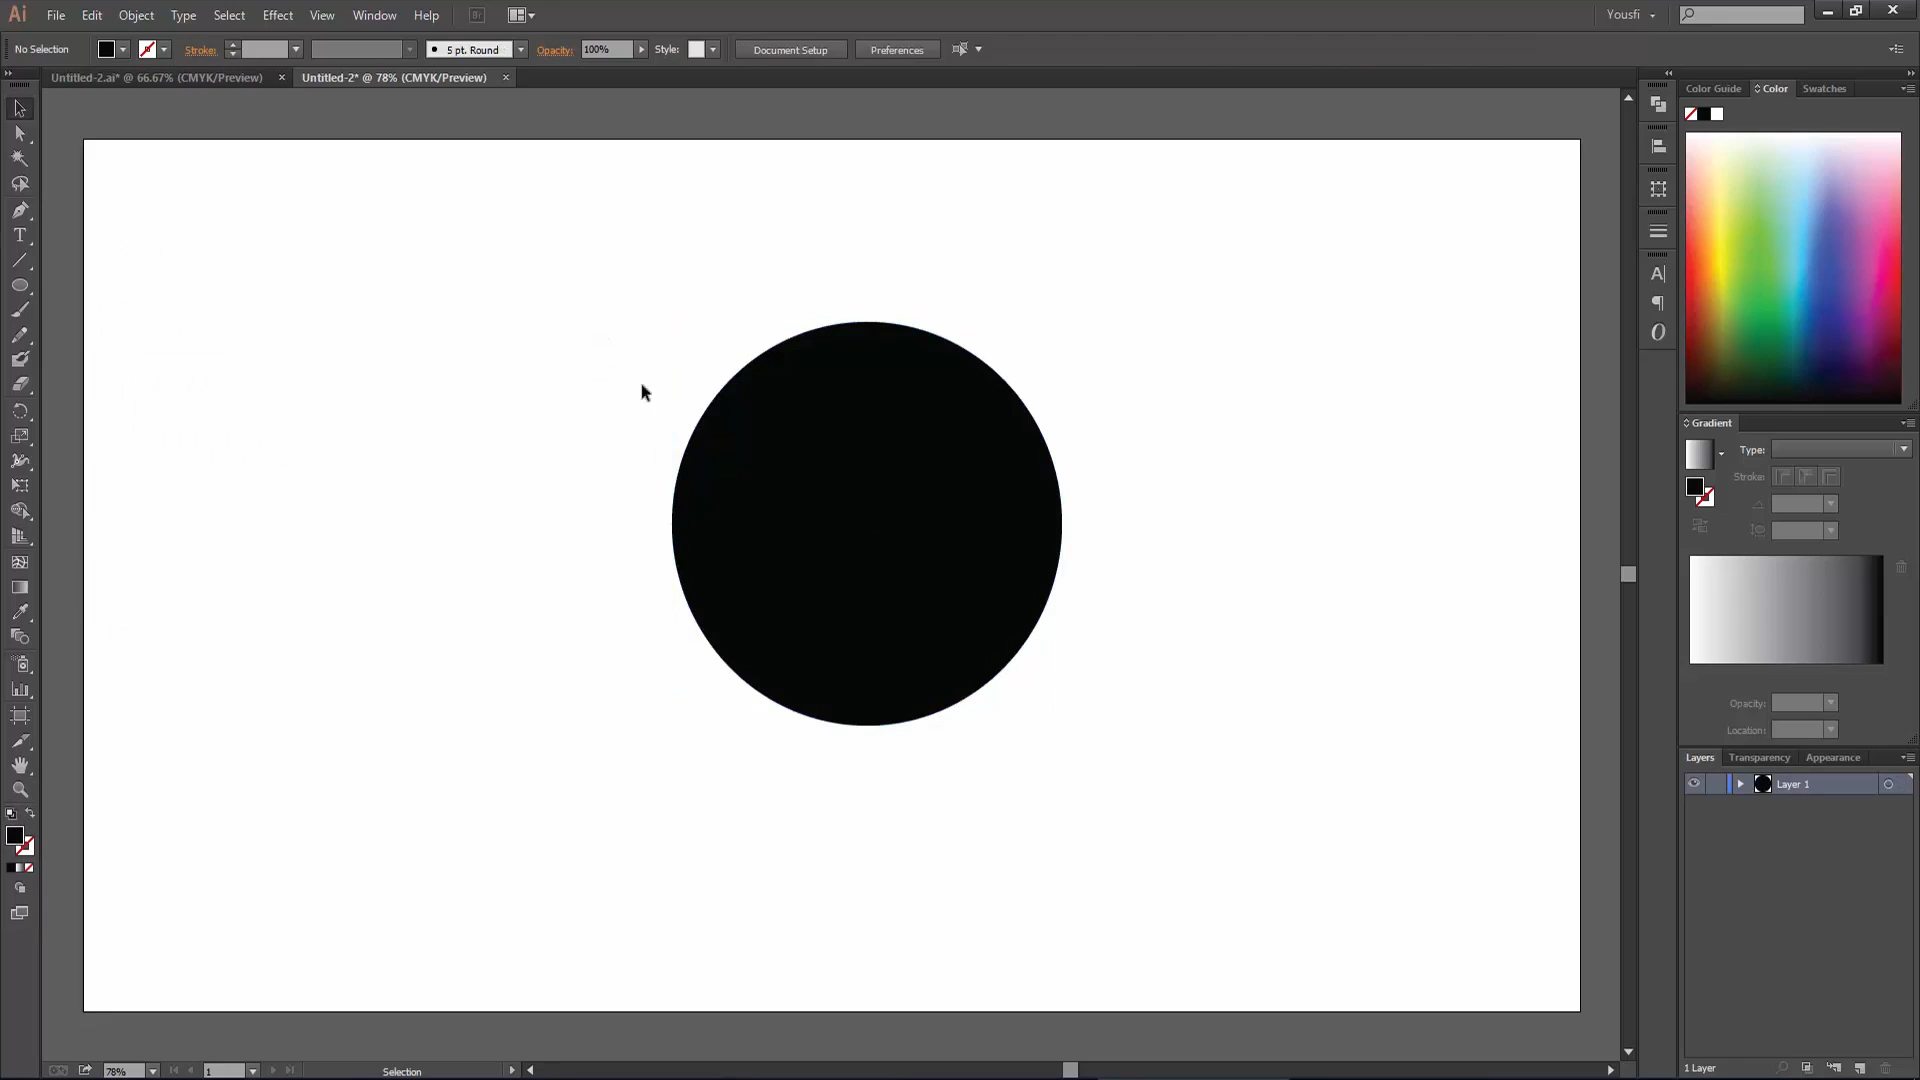 Ai File Edit Object Type Select Effect View Window Help Br Yousfi
No Selection Stroke: 5 pt. Round Opacity: 100% Style: Document Setup Preferences
Untitled-2.ai* @ 66.67% (CMYK/Preview) × Untitled-2* @ 78% (CMYK/Preview) ×
Color Guide Color Swatches
Gradient
Type:
Stroke:
Opacity:
Location:
Layers Transparency Appearance
Layer 1
1 Layer
78% 1 Selection